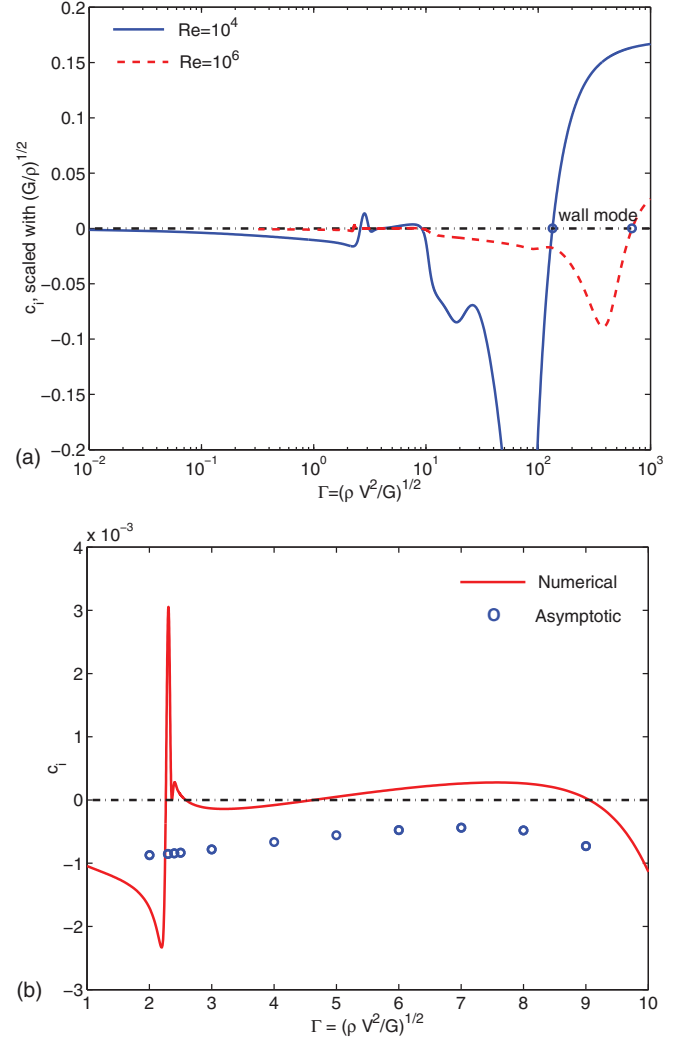 0.2
Re=10^4
Re=10^6
0.15
0.1
0.05
wall mode
0
−0.05
−0.1
−0.15
−0.2
c_i, scaled with (G/ρ)^1/2
(a)
10^−2 10^−1 10^0 10^1 10^2 10^3
Γ=(ρ V^2/G)^1/2
x 10^−3
4
Numerical
3
Asymptotic
2
1
0
−1
−2
−3
c_i
(b)
1 2 3 4 5 6 7 8 9 10
Γ = (ρ V^2/G)^1/2